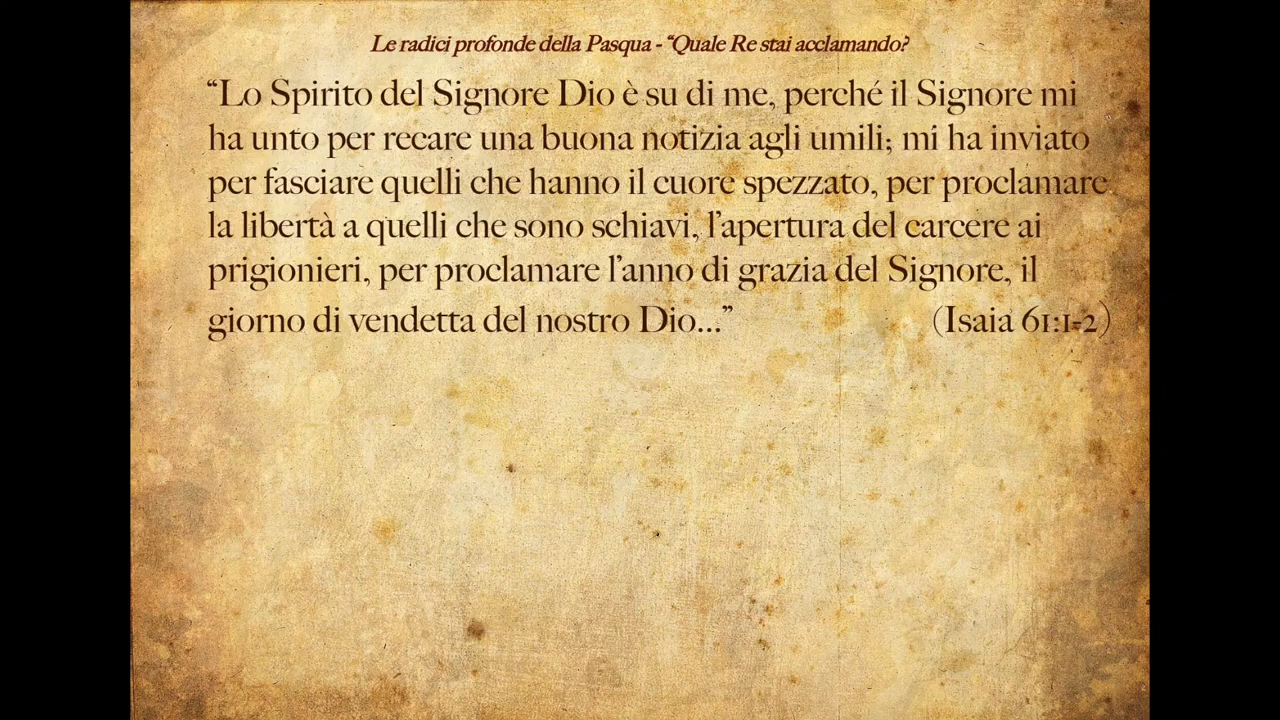 Le radici profonde della Pasqua - “Quale Re stai acclamando?
“Lo Spirito del Signore Dio è su di me, perché il Signore mi
ha unto per recare una buona notizia agli umili; mi ha inviato
per fasciare quelli che hanno il cuore spezzato, per proclamare
la libertà a quelli che sono schiavi, l’apertura del carcere ai
prigionieri, per proclamare l’anno di grazia del Signore, il
giorno di vendetta del nostro Dio...” (Isaia 61:1-2)